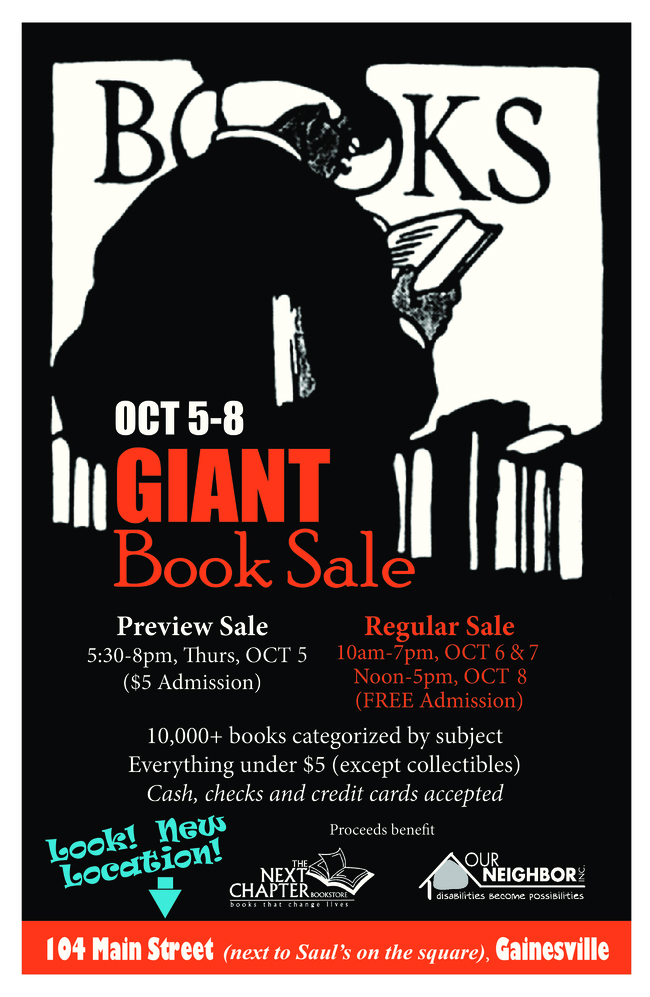 BOOKS
OCT 5-8
GIANT
Book Sale
Preview Sale
5:30-8pm, Thurs, OCT 5
($5 Admission)
Regular Sale
10am-7pm, OCT 6 & 7
Noon-5pm, OCT 8
(FREE Admission)
10,000+ books categorized by subject
Everything under $5 (except collectibles)
Cash, checks and credit cards accepted
Look! New
Location!
Proceeds benefit
THE
NEXT
CHAPTER BOOKSTORE
books that change lives
OUR
NEIGHBOR INC.
disabilities become possibilities
104 Main Street (next to Saul's on the square), Gainesville